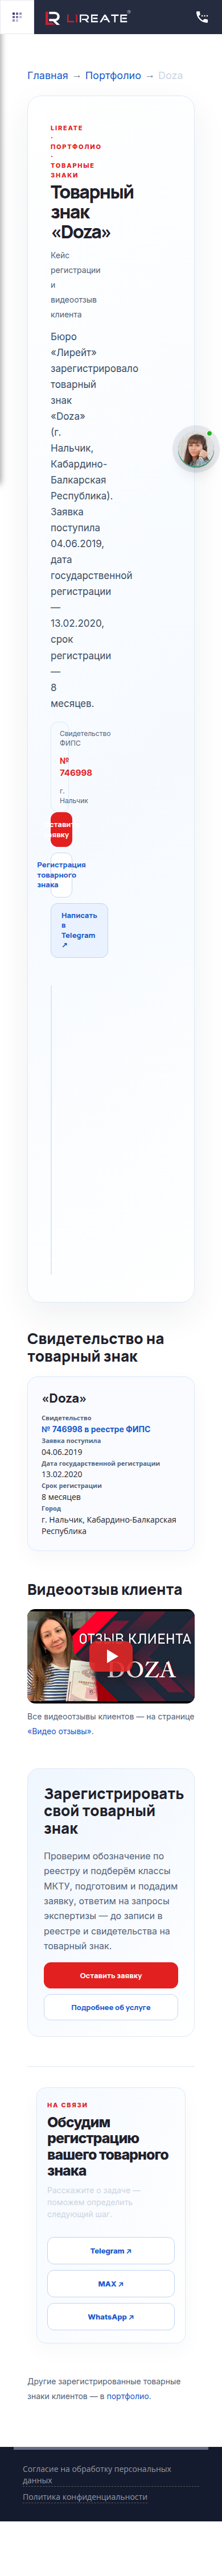 LIREATE®
Главная → Портфолио → Doza
LIREATE
-
ПОРТФОЛИО
-
ТОВАРНЫЕ
ЗНАКИ
Товарный
знак
«Doza»
Кейс
регистрации
и
видеоотзыв
клиента
Бюро
«Лирейт»
зарегистрировало
товарный
знак
«Doza»
(г.
Нальчик,
Кабардино-
Балкарская
Республика).
Заявка
поступила
04.06.2019,
дата
государственной
регистрации
—
13.02.2020,
срок
регистрации
—
8
месяцев.
Свидетельство
ФИПС
№
746998
г.
Нальчик
Регистрация
товарного
знака
Написать
в
Telegram
↗
Свидетельство на
товарный знак
«Doza»
Свидетельство
№ 746998 в реестре ФИПС
Заявка поступила
04.06.2019
Дата государственной регистрации
13.02.2020
Срок регистрации
8 месяцев
Город
г. Нальчик, Кабардино-Балкарская
Республика
Видеоотзыв клиента
ОТЗЫВ КЛИЕНТА
DOZA
Все видеоотзывы клиентов — на странице
«Видео отзывы».
Зарегистрировать
свой товарный
знак
Проверим обозначение по
реестру и подберём классы
МКТУ, подготовим и подадим
заявку, ответим на запросы
экспертизы — до записи в
реестре и свидетельства на
товарный знак.
Оставить заявку
Подробнее об услуге
НА СВЯЗИ
Обсудим
регистрацию
вашего товарного
знака
Расскажите о задаче —
поможем определить
следующий шаг.
Telegram ↗
MAX ↗
WhatsApp ↗
Другие зарегистрированные товарные
знаки клиентов — в портфолио.
Согласие на обработку персональных
данных
Политика конфиденциальности